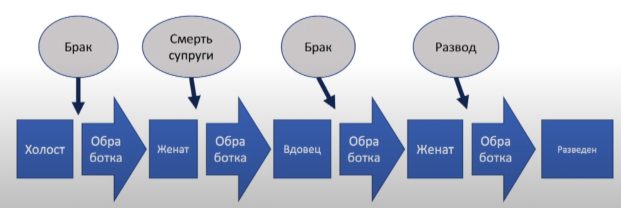 Брак
Смерть
супруги
Брак
Развод
Холост
Обра
ботка
Женат
Обра
ботка
Вдовец
Обра
ботка
Женат
Обра
ботка
Разведен